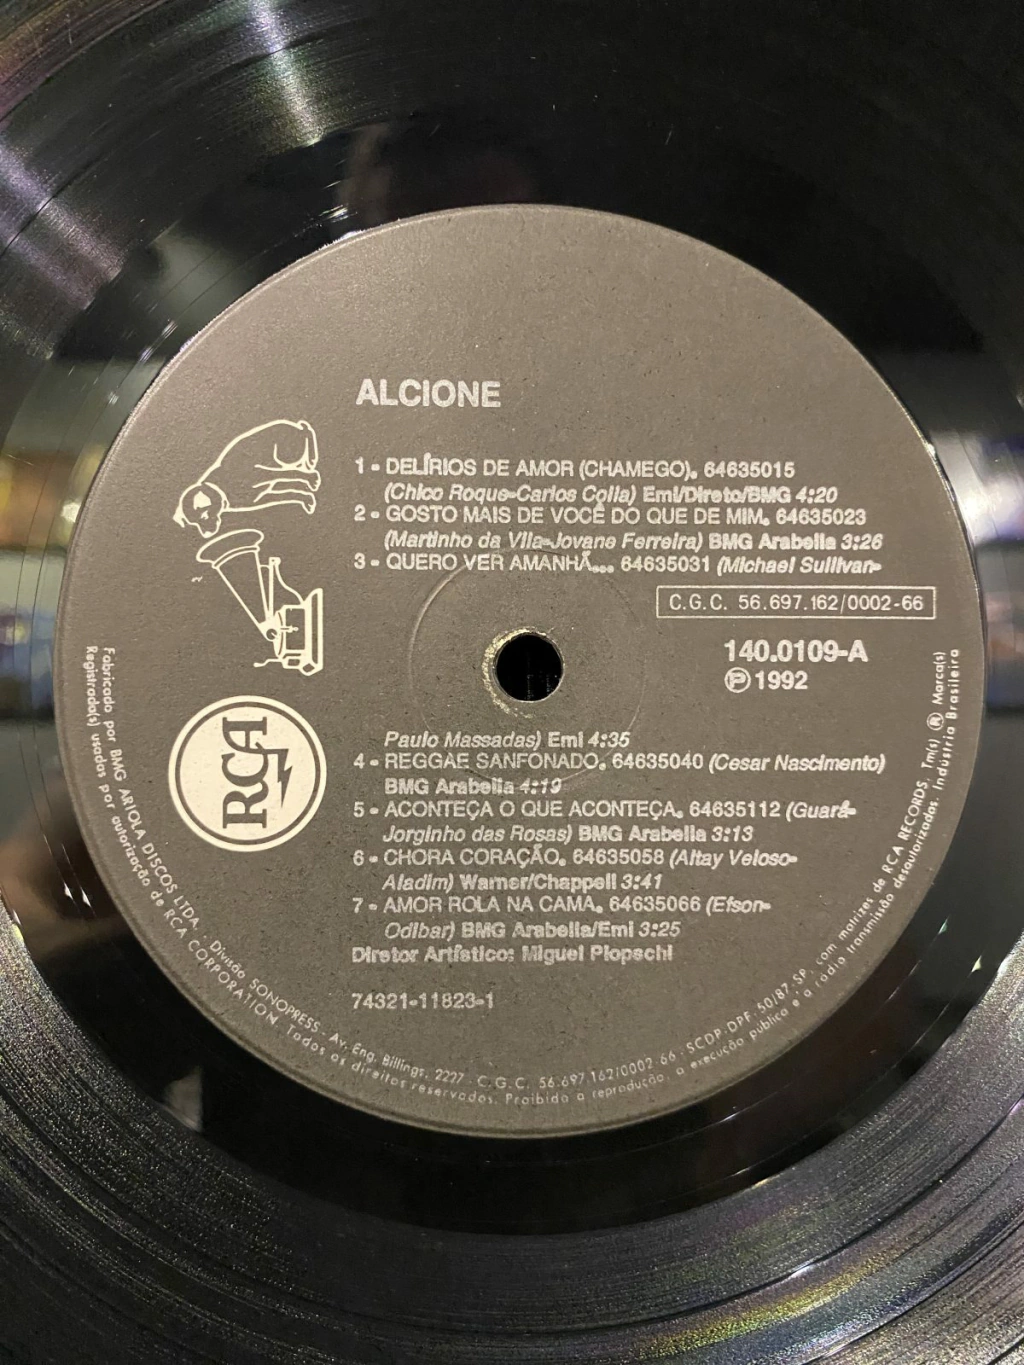 ALCIONE
1 - DELÍRIOS DE AMOR (CHAMEGO). 64635015
(Chico Roque-Carlos Colla) Emi/Direto/BMG 4:20
2 - GOSTO MAIS DE VOCÊ DO QUE DE MIM. 64635023
(Martinho da Vila-Jovane Ferreira) BMG Arabella 3:26
3 - QUERO VER AMANHÃ... 64635031 (Michael Sullivan-
C.G.C. 56.697.162/0002-66
140.0109-A
℗ 1992
RCA
Paulo Massadas) Emi 4:35
4 - REGGAE SANFONADO. 64635040 (Cesar Nascimento)
BMG Arabella 4:19
5 - ACONTEÇA O QUE ACONTEÇA. 64635112 (Guará-
Jorginho das Rosas) BMG Arabella 3:13
6 - CHORA CORAÇÃO. 64635058 (Altay Veloso-
Aladim) Warner/Chappell 3:41
7 - AMOR ROLA NA CAMA. 64635066 (Efson-
Odibar) BMG Arabella/Emi 3:25
Diretor Artístico: Miguel Plopschi
74321-11823-1
Fabricado por BMG ARIOLA DISCOS LTDA. Divisão SONOPRESS - Av. Eng. Billings, 2227 - C.G.C. 56.697.162/0002-66 - SCDP-DPF-50/87-SP, com matrizes de RCA RECORDS. Tm(s) ® Marca(s)
Registrada(s) usadas por autorização de RCA CORPORATION. Todos os direitos reservados. Proibida a reprodução, a execução pública e a rádio transmissão desautorizadas. Indústria Brasileira